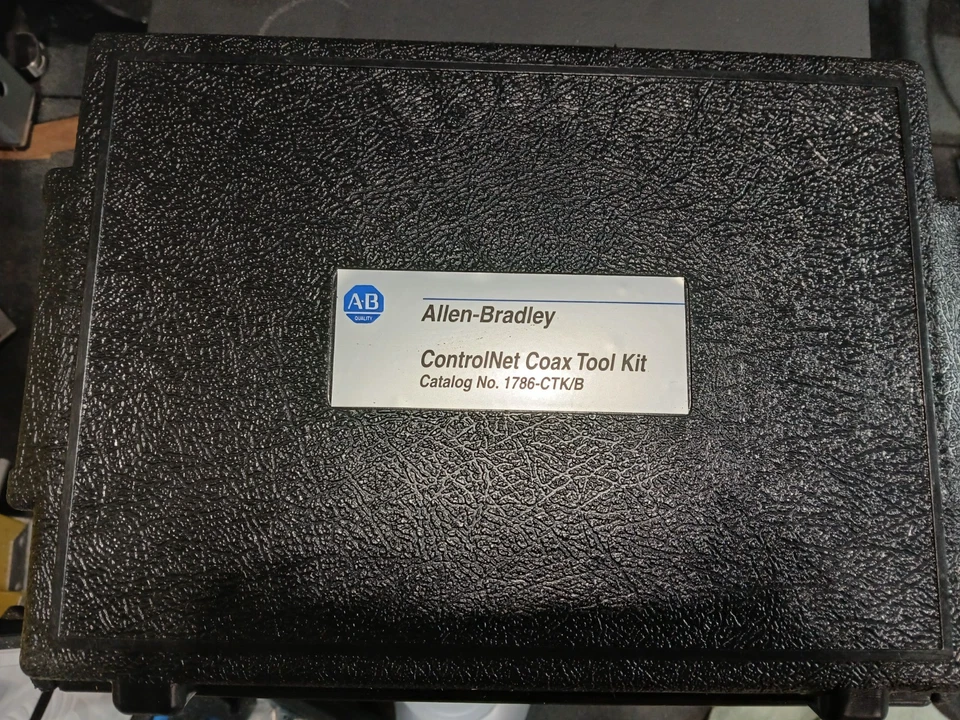 A·B
QUALITY
Allen-Bradley
ControlNet Coax Tool Kit
Catalog No. 1786-CTK/B